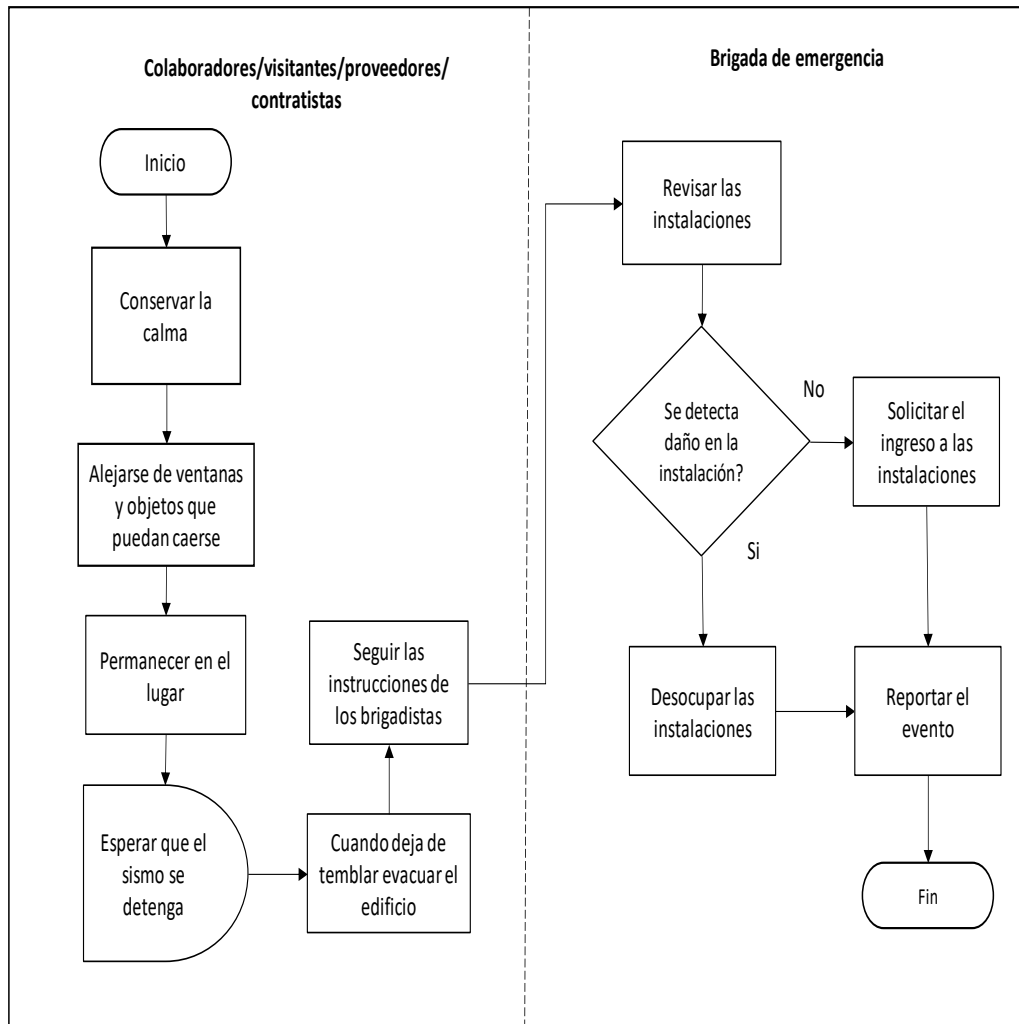 Colaboradores/visitantes/proveedores/
contratistas
Inicio
Conservar la
calma
Alejarse de ventanas
y objetos que
puedan caerse
Permanecer en el
lugar
Esperar que el
sismo se
detenga
Cuando deja de
temblar evacuar el
edificio
Seguir las
instrucciones de
los brigadistas
Brigada de emergencia
Revisar las
instalaciones
Se detecta
daño en la
instalación?
No
Solicitar el
ingreso a las
instalaciones
Si
Desocupar las
instalaciones
Reportar el
evento
Fin